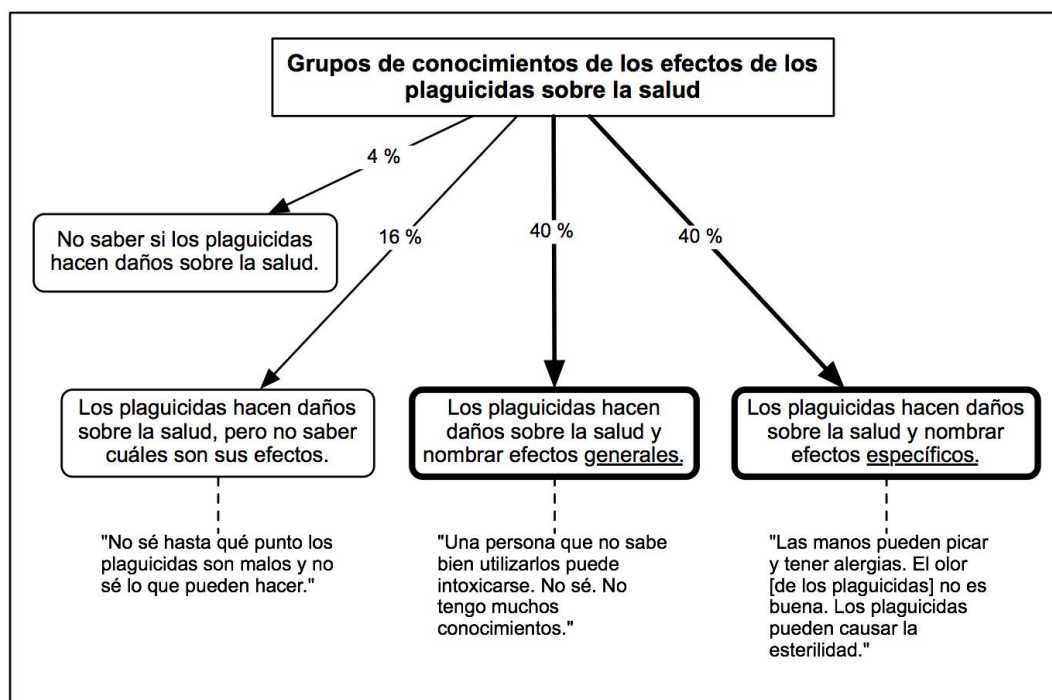 Grupos de conocimientos de los efectos de los
plaguicidas sobre la salud
4 %
16 %
40 %
40 %
No saber si los plaguicidas
hacen daños sobre la salud.
Los plaguicidas hacen daños
sobre la salud, pero no saber
cuáles son sus efectos.
Los plaguicidas hacen
daños sobre la salud y
nombrar efectos generales.
Los plaguicidas hacen daños
sobre la salud y nombrar
efectos específicos.
"No sé hasta qué punto los
plaguicidas son malos y no
sé lo que pueden hacer."
"Una persona que no sabe
bien utilizarlos puede
intoxicarse. No sé. No
tengo muchos
conocimientos."
"Las manos pueden picar
y tener alergias. El olor
[de los plaguicidas] no es
buena. Los plaguicidas
pueden causar la
esterilidad."